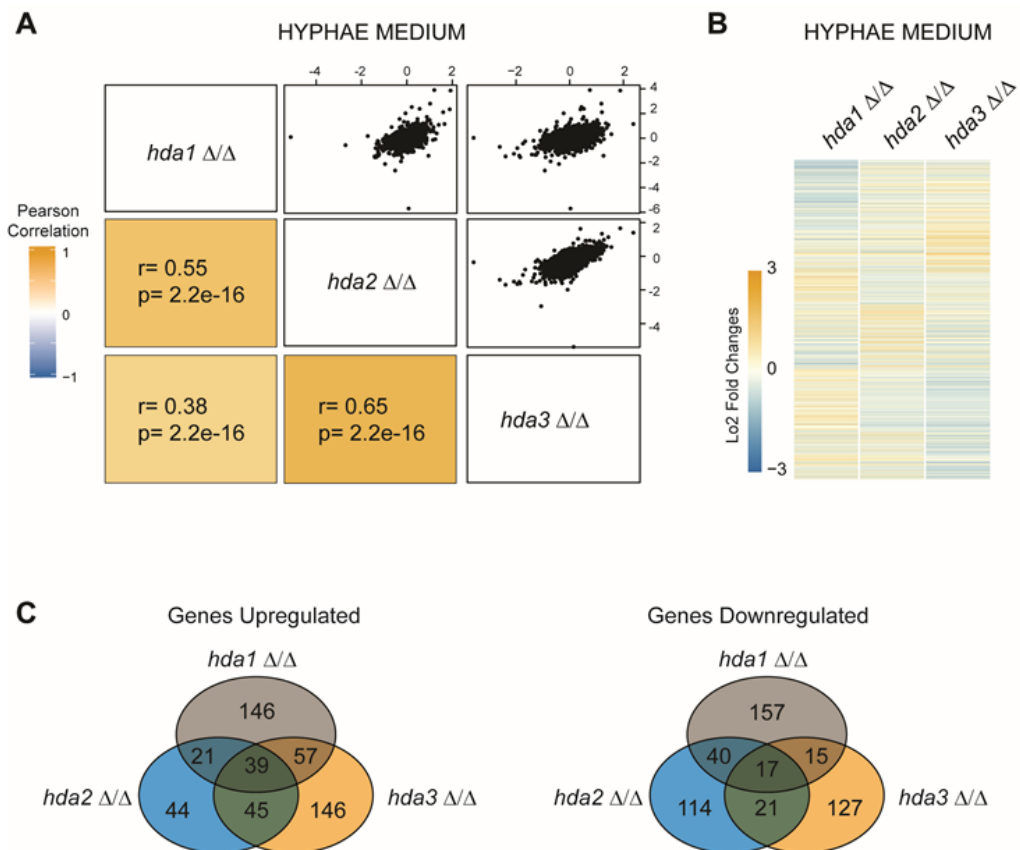 A
HYPHAE MEDIUM
-4 0 2
−2 0 2
hda1 Δ/Δ
4
2
0
-2
-4
-6
Pearson
Correlation
1
0
−1
r= 0.55
p= 2.2e-16
hda2 Δ/Δ
2
0
-2
-4
r= 0.38
p= 2.2e-16
r= 0.65
p= 2.2e-16
hda3 Δ/Δ
B
HYPHAE MEDIUM
hda1 Δ/Δ
hda2 Δ/Δ
hda3 Δ/Δ
Lo2 Fold Changes
3
0
−3
C
Genes Upregulated
hda1 Δ/Δ
146
21
39
57
hda2 Δ/Δ
44
45
146
hda3 Δ/Δ
Genes Downregulated
hda1 Δ/Δ
157
40
17
15
hda2 Δ/Δ
114
21
127
hda3 Δ/Δ